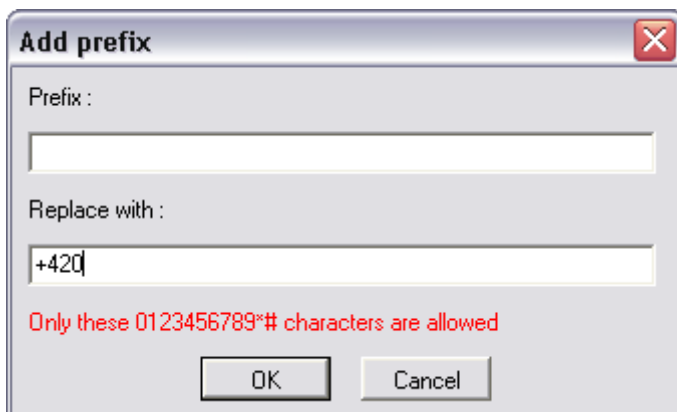 Add prefix
Prefix :
Replace with :
+420
Only these 0123456789*# characters are allowed
OK Cancel